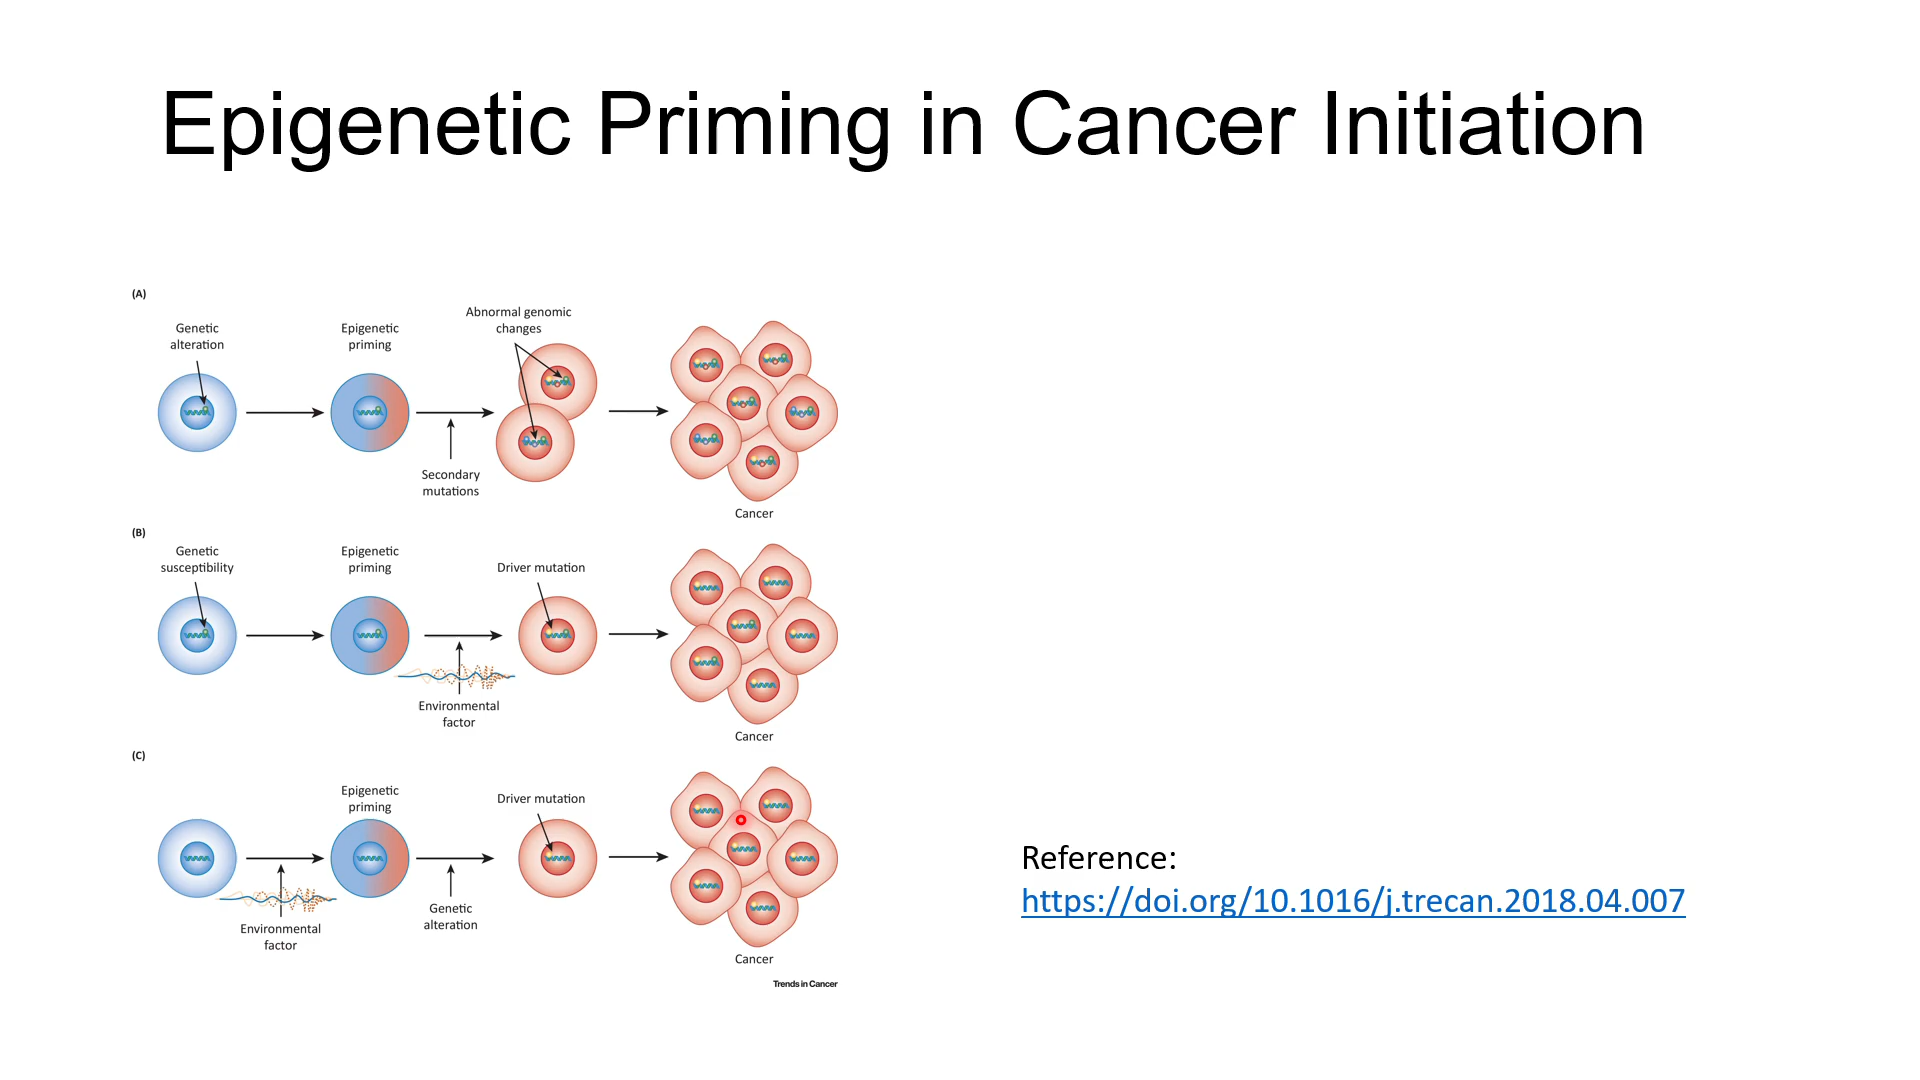 Epigenetic Priming in Cancer Initiation
(A)
Genetic
alteration
Epigenetic
priming
Abnormal genomic
changes
Secondary
mutations
Cancer
(B)
Genetic
susceptibility
Epigenetic
priming
Driver mutation
Environmental
factor
Cancer
(C)
Epigenetic
priming
Driver mutation
Environmental
factor
Genetic
alteration
Cancer
Trends in Cancer
Reference:
https://doi.org/10.1016/j.trecan.2018.04.007